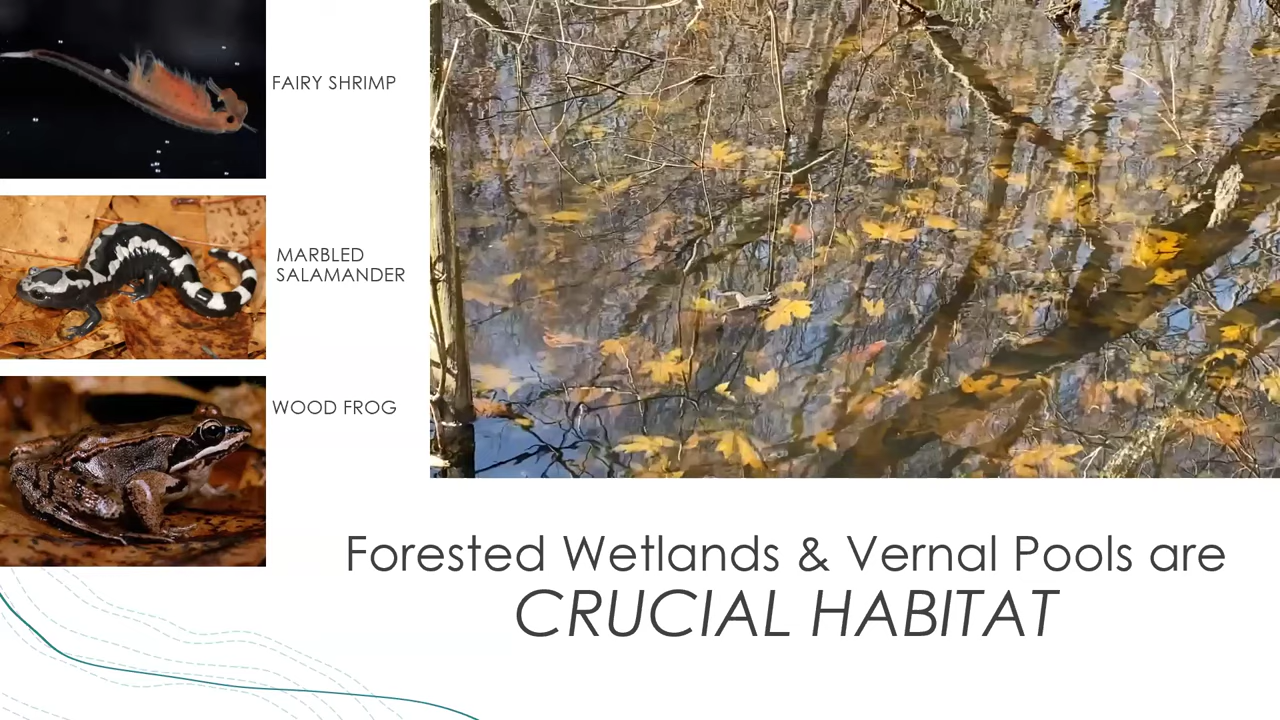 FAIRY SHRIMP
MARBLED
SALAMANDER
WOOD FROG
Forested Wetlands & Vernal Pools are
CRUCIAL HABITAT